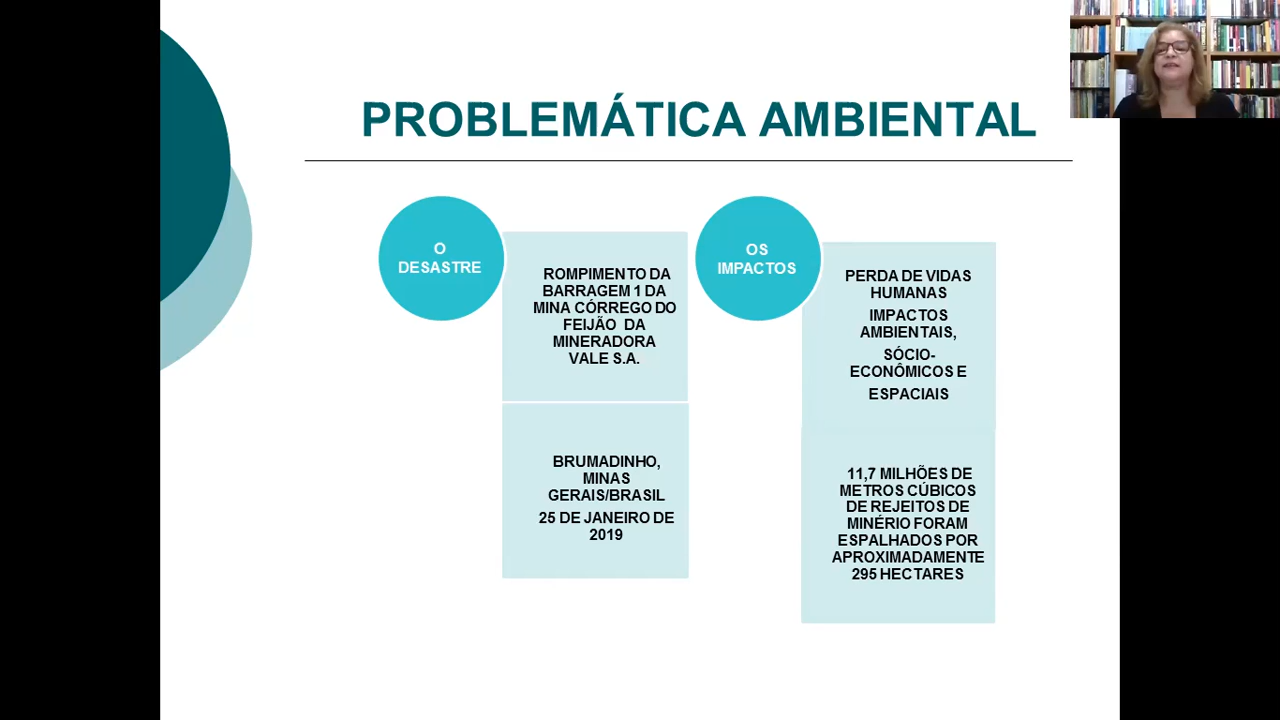 PROBLEMÁTICA AMBIENTAL
O
DESASTRE
ROMPIMENTO DA
BARRAGEM 1 DA
MINA CÓRREGO DO
FEIJÃO DA
MINERADORA
VALE S.A.
BRUMADINHO,
MINAS
GERAIS/BRASIL
25 DE JANEIRO DE
2019
OS
IMPACTOS
PERDA DE VIDAS
HUMANAS
IMPACTOS
AMBIENTAIS,
SÓCIO-
ECONÔMICOS E
ESPACIAIS
11,7 MILHÕES DE
METROS CÚBICOS
DE REJEITOS DE
MINÉRIO FORAM
ESPALHADOS POR
APROXIMADAMENTE
295 HECTARES